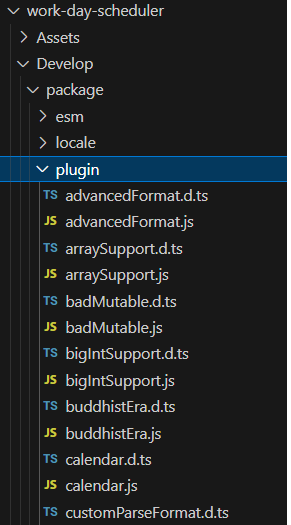 work-day-scheduler
Assets
Develop
package
esm
locale
plugin
TS advancedFormat.d.ts
JS advancedFormat.js
TS arraySupport.d.ts
JS arraySupport.js
TS badMutable.d.ts
JS badMutable.js
TS bigIntSupport.d.ts
JS bigIntSupport.js
TS buddhistEra.d.ts
JS buddhistEra.js
TS calendar.d.ts
JS calendar.js
TS customParseFormat.d.ts